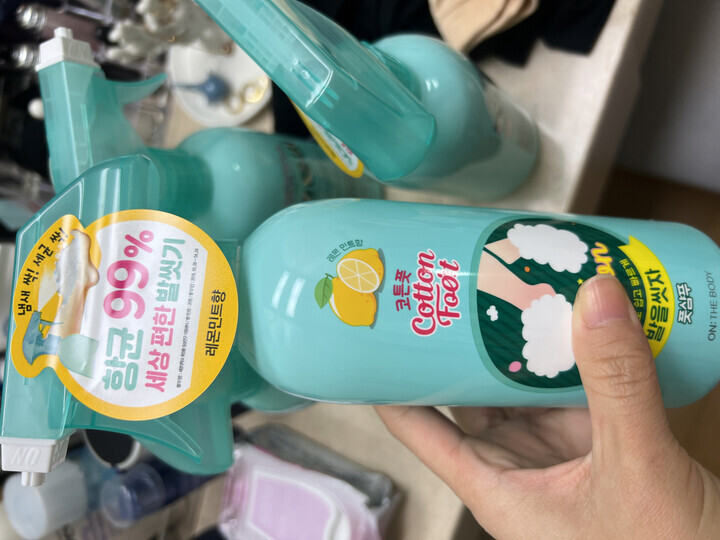 냄새 싹! 세균 싹!
항균 99%
세상 편한 발씻기
레몬민트향
레몬 민트향
코튼풋
Cotton
Foot
발을씻자
풋샴푸
ON:THE BODY
ON